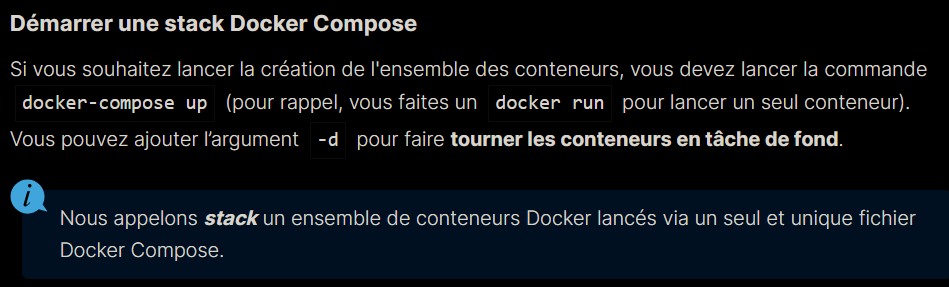 Démarrer une stack Docker Compose
Si vous souhaitez lancer la création de l'ensemble des conteneurs, vous devez lancer la commande
docker-compose up (pour rappel, vous faites un docker run pour lancer un seul conteneur).
Vous pouvez ajouter l’argument -d pour faire tourner les conteneurs en tâche de fond.
Nous appelons stack un ensemble de conteneurs Docker lancés via un seul et unique fichier
Docker Compose.